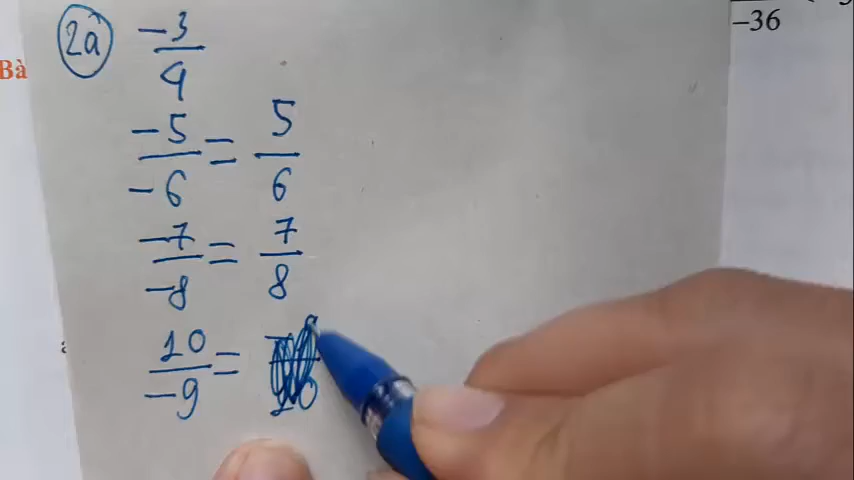 2a -3/4
Bà
-5/-6 = 5/6
-7/-8 = 7/8
10/-9 =
-36